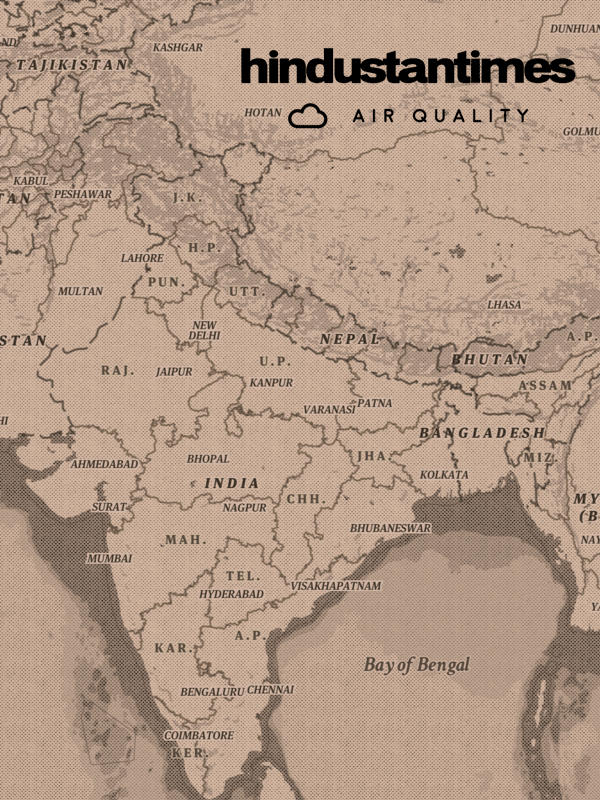 DUNHUAN
KASHGAR
TAJIKISTAN
hindustantimes
HOTAN
AIR QUALITY
GOLMU
KABUL
PESHAWAR
TAN
J.K.
H.P.
LAHORE
PUN.
MULTAN
UTT.
LHASA
NEW
DELHI
STAN
NEPAL
A.P.
BHUTAN
U.P.
RAJ.
JAIPUR
KANPUR
ASSAM
VARANASI
PATNA
HI
BANGLADESH
JHA.
MIZ.
BHOPAL
AHMEDABAD
KOLKATA
INDIA
CHH.
MY
SURAT
NAGPUR
(B
BHUBANESWAR
MAH.
NAY
MUMBAI
TEL.
VISAKHAPATNAM
HYDERABAD
YA
A.P.
KAR.
Bay of Bengal
BENGALURU
CHENNAI
COIMBATORE
KER.